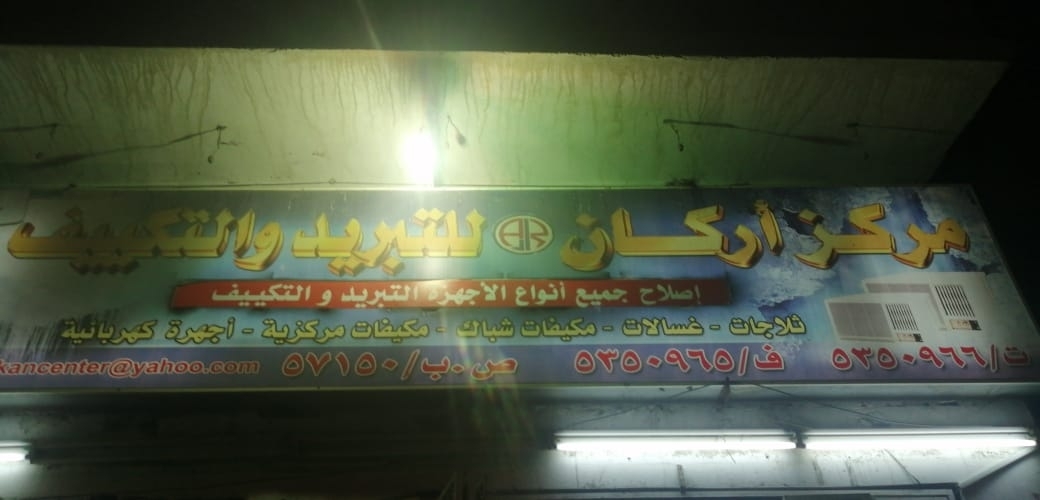 مركز أركان للتبريد والتكييف
إصلاح جميع أنواع الأجهزه التبريد و التكييف
ثلاجات - غسالات - مكيفات شباك - مكيفات مركزية - أجهزة كهربائية
ت/٥٣٥٠٩٦٦ ف/٥٣٥٠٩٦٥ ص.ب/٥٧١٥٠ kancenter@yahoo.com